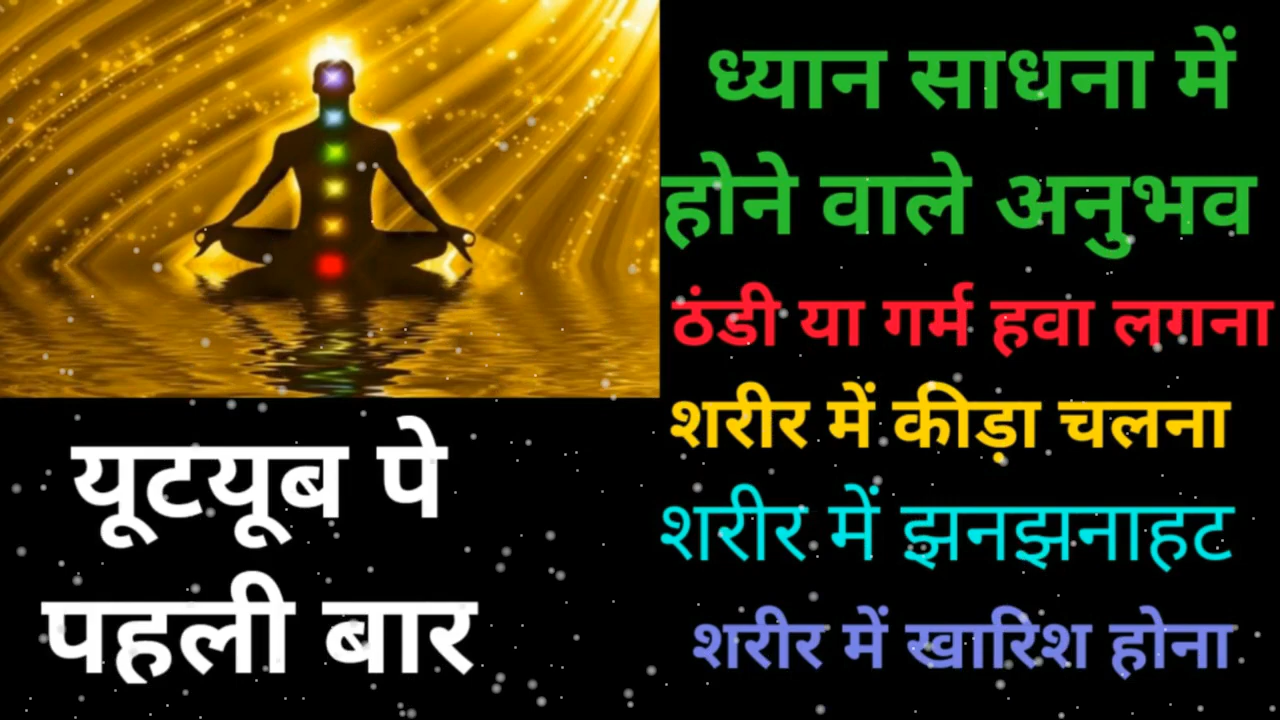 ध्यान साधना में
होने वाले अनुभव
ठंडी या गर्म हवा लगना
शरीर में कीड़ा चलना
शरीर में झनझनाहट
शरीर में खारिश होना
यूटयूब पे
पहली बार